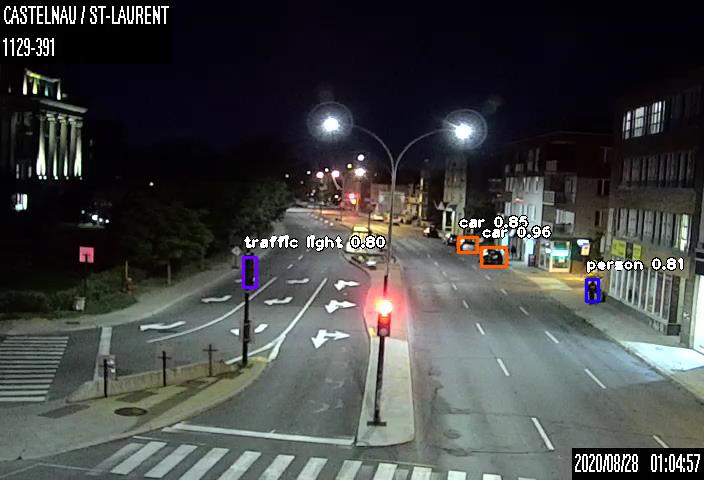 CASTELNAU / ST-LAURENT
1129-391
car 0.85
car 0.96
traffic light 0.80
person 0.81
2020/08/28 01:04:57